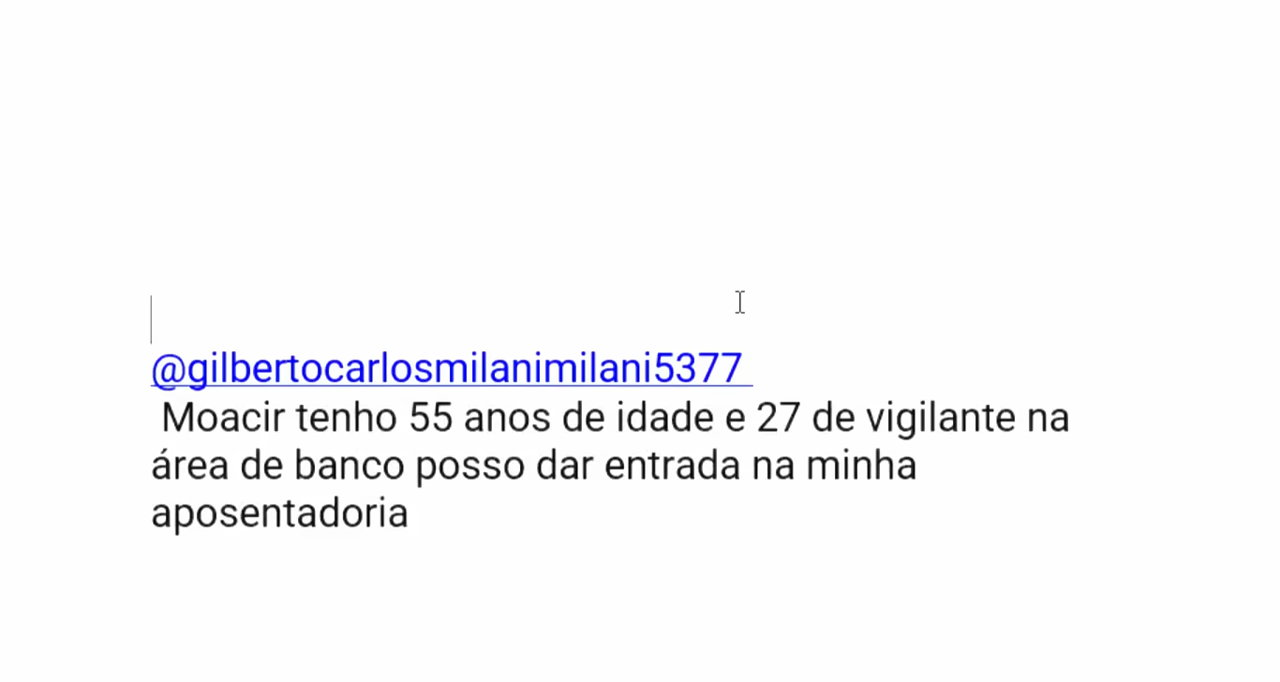 @gilbertocarlosmilanimilani5377
Moacir tenho 55 anos de idade e 27 de vigilante na
área de banco posso dar entrada na minha
aposentadoria